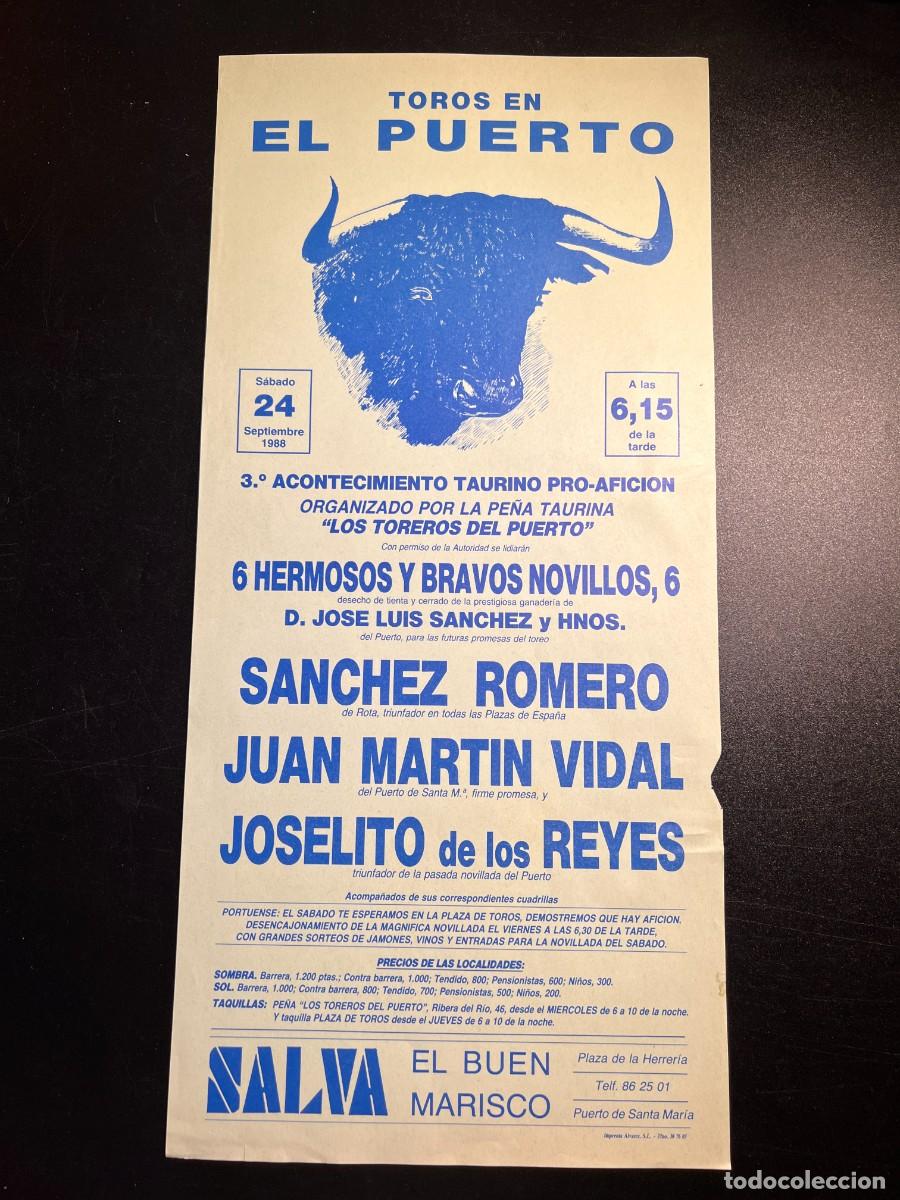 TOROS EN
EL PUERTO
Sábado
24
Septiembre
1988
A las
6,15
de la
tarde
3.º ACONTECIMIENTO TAURINO PRO-AFICION
ORGANIZADO POR LA PEÑA TAURINA
"LOS TOREROS DEL PUERTO"
Con permiso de la Autoridad se lidiarán
6 HERMOSOS Y BRAVOS NOVILLOS, 6
desecho de tienta y cerrado de la prestigiosa ganadería de
D. JOSE LUIS SANCHEZ y HNOS.
del Puerto, para las futuras promesas del toreo
SANCHEZ ROMERO
de Rota, triunfador en todas las Plazas de España
JUAN MARTIN VIDAL
del Puerto de Santa M.ª, firme promesa, y
JOSELITO de los REYES
triunfador de la pasada novillada del Puerto
Acompañados de sus correspondientes cuadrillas
PORTUENSE: EL SABADO TE ESPERAMOS EN LA PLAZA DE TOROS, DEMOSTREMOS QUE HAY AFICION.
DESENCAJONAMIENTO DE LA MAGNIFICA NOVILLADA EL VIERNES A LAS 6,30 DE LA TARDE,
CON GRANDES SORTEOS DE JAMONES, VINOS Y ENTRADAS PARA LA NOVILLADA DEL SABADO.
PRECIOS DE LAS LOCALIDADES:
SOMBRA. Barrera, 1.200 ptas.; Contra barrera, 1.000; Tendido, 800; Pensionistas, 600; Niños, 300.
SOL. Barrera, 1.000; Contra barrera, 800; Tendido, 700; Pensionistas, 500; Niños, 200.
TAQUILLAS: PEÑA "LOS TOREROS DEL PUERTO", Ribera del Río, 46, desde el MIERCOLES de 6 a 10 de la noche.
Y taquilla PLAZA DE TOROS desde el JUEVES de 6 a 10 de la noche.
SALVA
EL BUEN
MARISCO
Plaza de la Herrería
Telf. 86 25 01
Puerto de Santa María
Imprenta Alvarez, S.L. -
todocoleccion